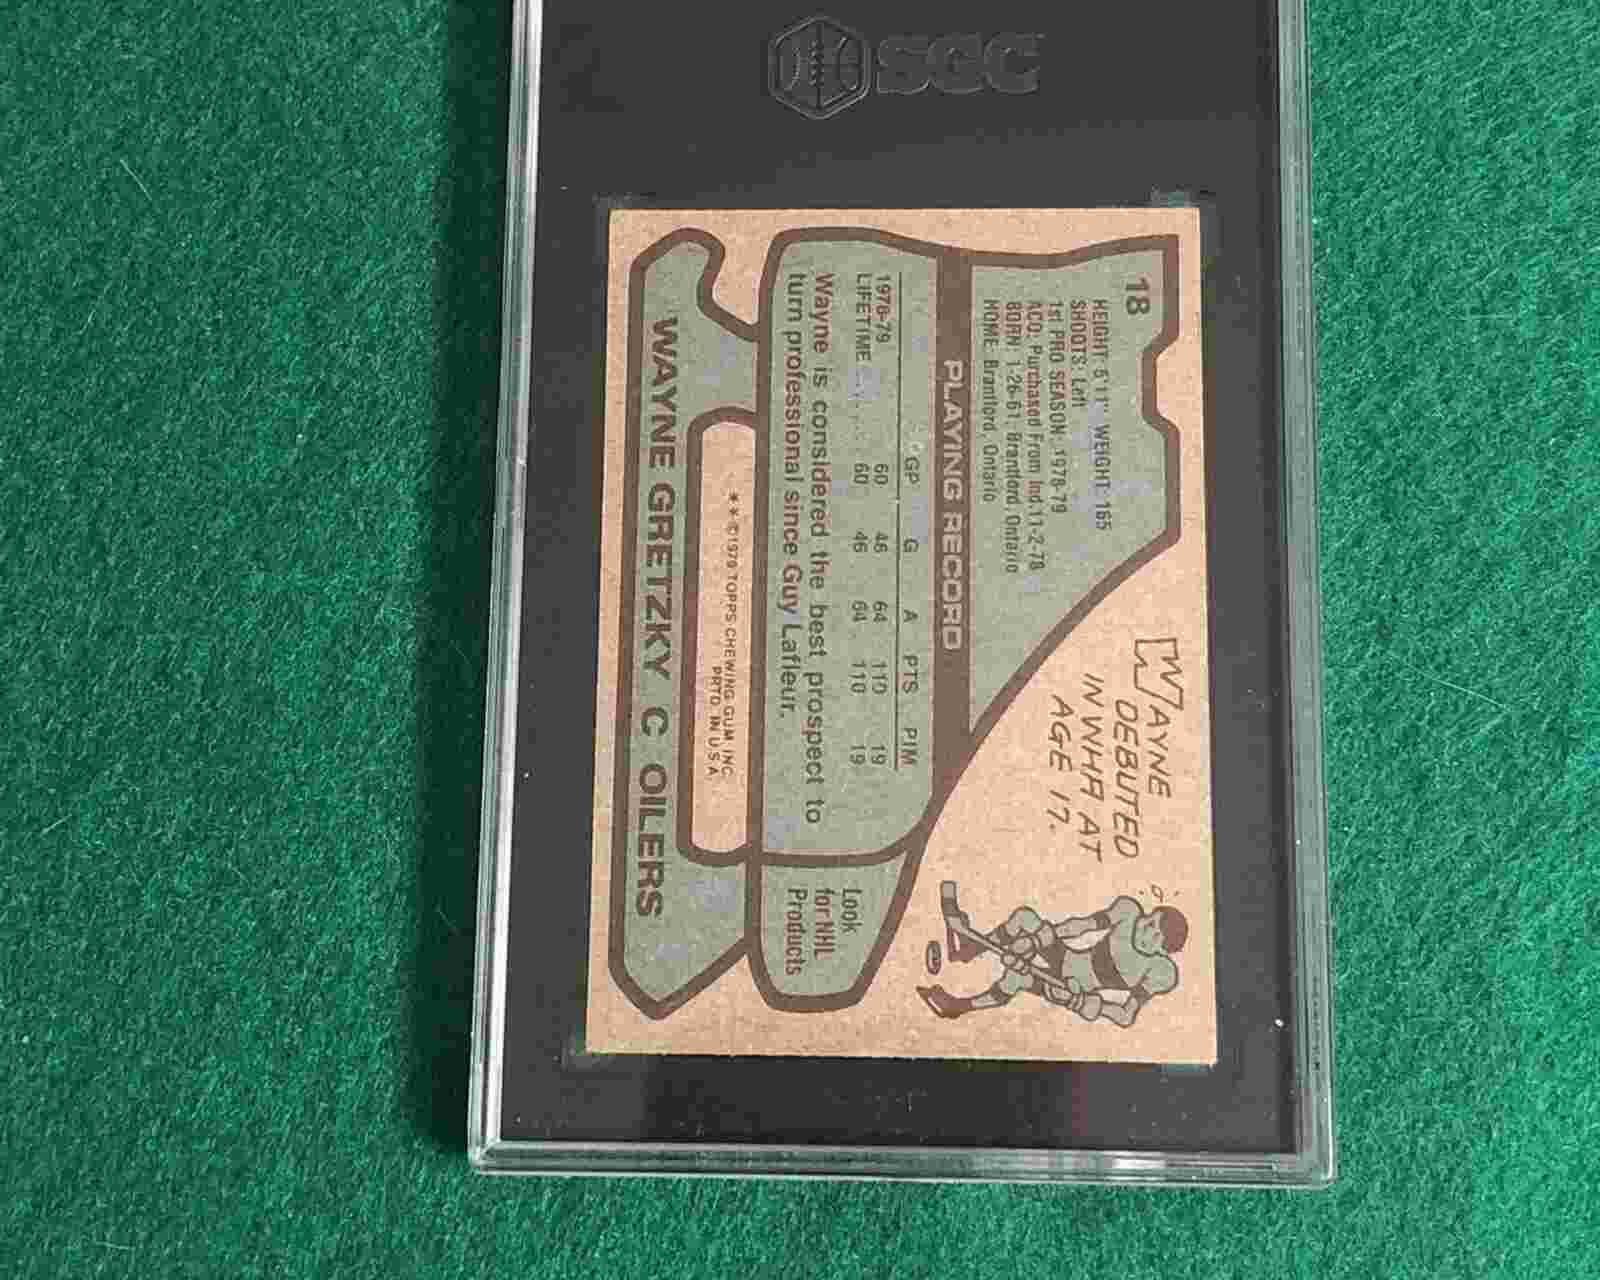 SGC
18
HEIGHT: 5'11" WEIGHT: 165
SHOOTS: Left
1st PRO SEASON: 1978-79
ACQ: Purchased From Ind. 11-2-78
BORN: 1-26-61, Brantford, Ontario
HOME: Brantford, Ontario
WAYNE
DEBUTED
IN WHA AT
AGE 17.
PLAYING RECORD
GP G A PTS PIM
1978-79 60 46 64 110 19
LIFETIME .... 60 46 64 110 19
Wayne is considered the best prospect to
turn professional since Guy Lafleur.
Look
for NHL
Products
**©1979 TOPPS CHEWING GUM, INC.
PRTD. IN U.S.A.
WAYNE GRETZKY C OILERS